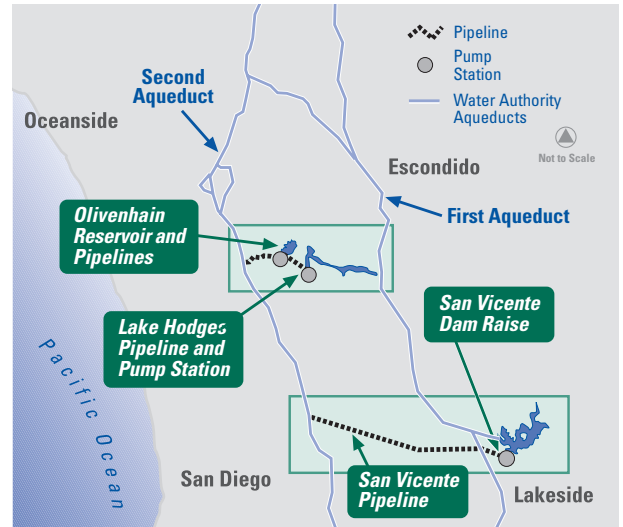 Pipeline
Pump
Station
Water Authority
Aqueducts
Not to Scale
Second
Aqueduct
Oceanside
Escondido
First Aqueduct
Olivenhain
Reservoir and
Pipelines
Lake Hodges
Pipeline and
Pump Station
San Vicente
Dam Raise
Pacific Ocean
San Diego
San Vicente
Pipeline
Lakeside